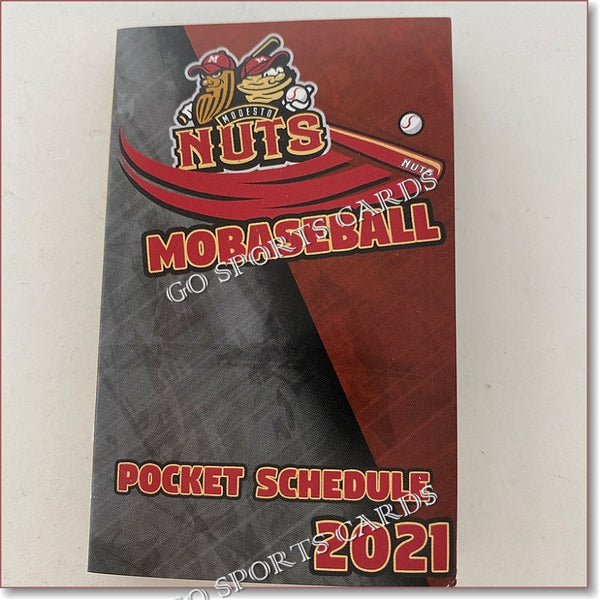 M M
MODESTO
NUTS
NUTS
MOBASEBALL
GO SPORTS CARDS
POCKET SCHEDULE
2021
GO SPORTS CARDS